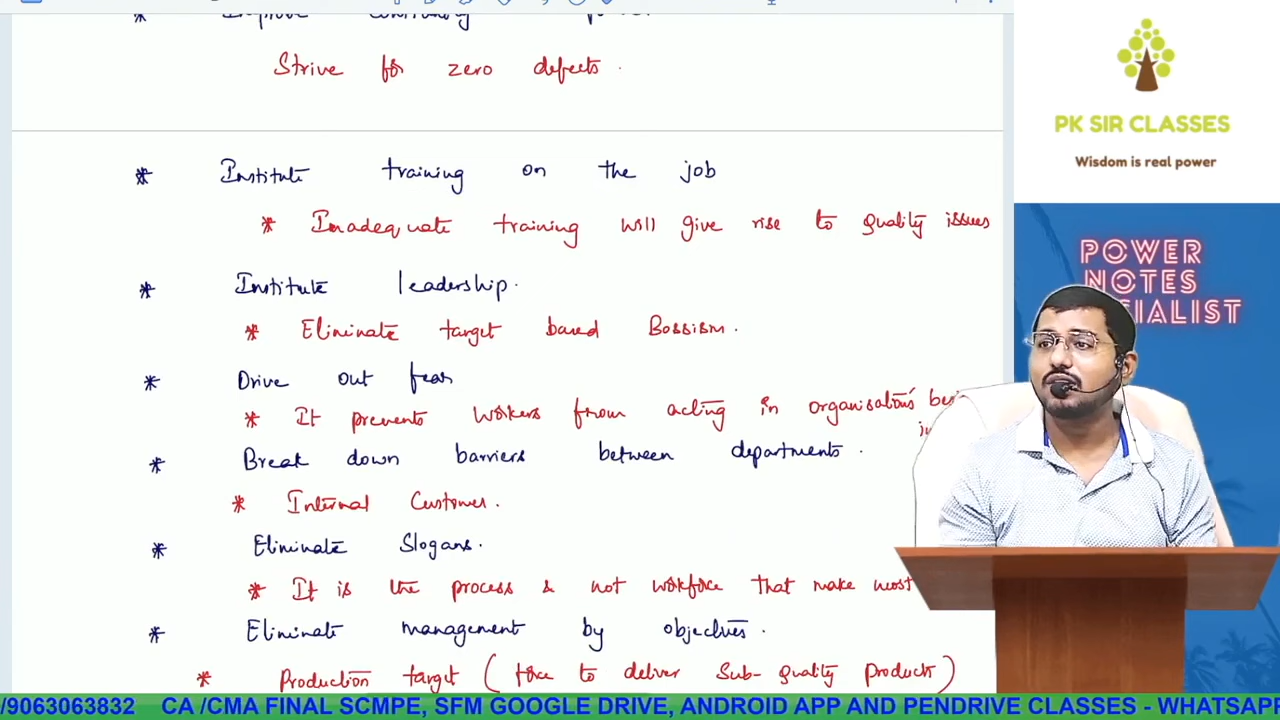 * Improve
Strive for zero defects.
* Institute training on the job
* Inadequate training will give rise to quality issues
* Institute leadership.
* Eliminate target based Bossism.
* Drive out fear
* It prevents workers from acting in organisation's
* Break down barriers between departments.
* Internal Customer.
* Eliminate Slogans.
* It is the process & not workforce that make most
* Eliminate management by objectives.
* Production target (force to deliver Sub-quality products)
PK SIR CLASSES
Wisdom is real power
POWER
NOTES
CIALIST
/9063063832 CA /CMA FINAL SCMPE, SFM GOOGLE DRIVE, ANDROID APP AND PENDRIVE CLASSES - WHATSAPP